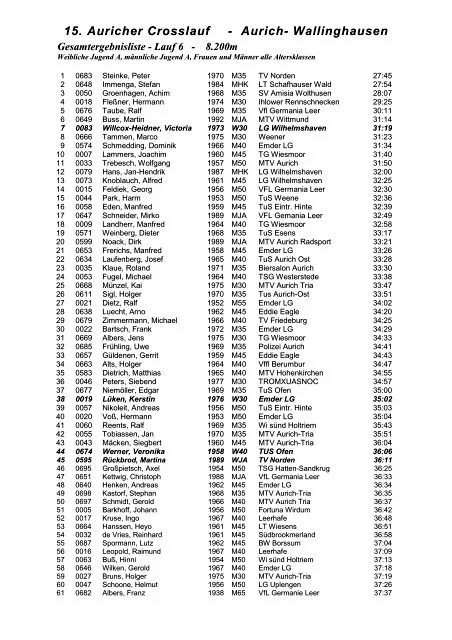 15. Auricher Crosslauf - Aurich- Wallinghausen
Gesamtergebnisliste - Lauf 6 - 8.200m
Weibliche Jugend A, männliche Jugend A, Frauen und Männer alle Altersklassen
1 0683 Steinke, Peter 1970 M35 TV Norden 27:45
2 0648 Immenga, Stefan 1984 MHK LT Schafhauser Wald 27:54
3 0050 Groenhagen, Achim 1968 M35 SV Amisia Wolthusen 28:07
4 0018 Fleßner, Hermann 1974 M30 Ihlower Rennschnecken 29:25
5 0676 Taube, Ralf 1969 M35 VfL Germania Leer 30:11
6 0649 Buss, Martin 1992 MJA MTV Wittmund 31:14
7 0083 Willcox-Heidner, Victoria 1973 W30 LG Wilhelmshaven 31:19
8 0666 Tammen, Marco 1975 M30 Weener 31:23
9 0574 Schmedding, Dominik 1966 M40 Emder LG 31:34
10 0007 Lammers, Joachim 1960 M45 TG Wiesmoor 31:44
11 0033 Trebesch, Wolfgang 1957 M50 MTV Aurich 31:50
12 0079 Hans, Jan-Hendrik 1987 MHK LG Wilhelmshaven 32:00
13 0073 Knoblauch, Alfred 1961 M45 LG Wilhelmshaven 32:21
14 0015 Feldiek, Georg 1956 M50 VFL Germania Leer 32:30
15 0044 Park, Harm 1953 M50 TuS Weene 32:36
16 0058 Eden, Manfred 1959 M45 TuS Eintr. Hinte 32:39
17 0647 Schneider, Mirko 1989 MJA VFL Gemania Leer 32:49
18 0009 Landherr, Manfred 1964 M40 TG Wiesmoor 32:58
19 0571 Weinberg, Dieter 1968 M35 TuS Esens 33:17
20 0599 Noack, Dirk 1989 MJA MTV Aurich Radsport 33:21
21 0653 Frerichs, Manfred 1958 M45 Emder LG 33:26
22 0034 Laufenberg, Josef 1965 M40 TuS Aurich Ost 33:28
23 0035 Klaue, Roland 1971 M35 Biersalon Aurich 33:30
24 0053 Fugel, Michael 1964 M40 TSG Westerstede 33:38
25 0668 Münzel, Kai 1975 M30 MTV Aurich Tria 33:47
26 0611 Sigl, Holger 1960 M45 Tus Aurich-Ost 33:51
27 0021 Dietz, Ralf 1952 M55 Emder LG 34:02
28 0038 Luecht, Arno 1962 M45 Eddie Eagle 34:20
29 0679 Zimmermann, Michael 1966 M40 TV Friedeburg 34:25
30 0022 Bartsch, Frank 1972 M35 Emder LG 34:29
31 0669 Albers, Jens 1975 M30 TG Wiesmoor 34:33
32 0685 Frühling, Uwe 1969 M35 Polizei Aurich 34:41
33 0657 Güldenen, Gerrit 1959 M45 Eddie Eagle 34:43
34 0663 Alts, Holger 1964 M40 Vffl Berumbur 34:47
35 0583 Dietrich, Matthias 1965 M40 MTV Hohenkirchen 34:55
36 0046 Peters, Siebend 1977 M30 TROMXUASNOC 34:57
37 0677 Niemöller, Edgar 1969 M35 TuS Ofen 35:00
38 0019 Lüken, Kerstin 1976 W30 Emder LG 35:02
39 0057 Nikoleit, Andreas 1956 M50 TuS Eintr. Hinte 35:03
40 0020 Voß, Hermann 1953 M50 Emder LG 35:28
41 0060 Reents, Ralf 1969 M35 Wi sünd Holtriem 35:43
42 0055 Tobiassen, Jan 1970 M35 MTV Aurich-Tria 35:51
43 0043 Mäcken, Siegbert 1960 M45 MTV Aurich-Tria 36:04
44 0674 Werner, Veronika 1958 W40 TUS Ofen 36:06
45 0595 Rückbrod, Martina 1989 WJA TV Norden 36:11
46 0695 Großpietsch, Axel 1954 M50 TSG Hatten-Sandkrug 36:25
47 0651 Kettwig, Christoph 1988 MJA VfL Germania Leer 36:27
48 0640 Henken, Andreas 1962 M45 Emder LG 36:34
49 0698 Kastorf, Stephan 1968 M35 MTV Aurich-Tria 36:35
50 0697 Schmidt, Gerold 1966 M40 MTV Aurich Tria 36:37
51 0005 Barkhoff, Johann 1956 M50 Fortuna Wirdum 36:42
52 0017 Kruse, Ingo 1967 M40 Leerhafe 36:48
53 0664 Hanssen, Heyo 1961 M45 LT Wiesens 36:51
54 0032 de Vries, Reinhard 1961 M45 Südbrookmerland 36:58
55 0687 Spormann, Lutz 1962 M45 BW Borssum 37:04
56 0016 Leopold, Raimund 1967 M40 Leerhafe 37:09
57 0063 Buß, Hinni 1954 M50 Wi sünd Holtriem 37:13
58 0646 Wilken, Gerold 1967 M40 Emder LG 37:18
59 0027 Bruns, Holger 1975 M30 MTV Aurich-Tria 37:19
60 0047 Schoone, Helmut 1956 M50 LG Uplengen 37:26
61 0682 Albers, Franz 1938 M65 VfL Germanie Leer 37:37